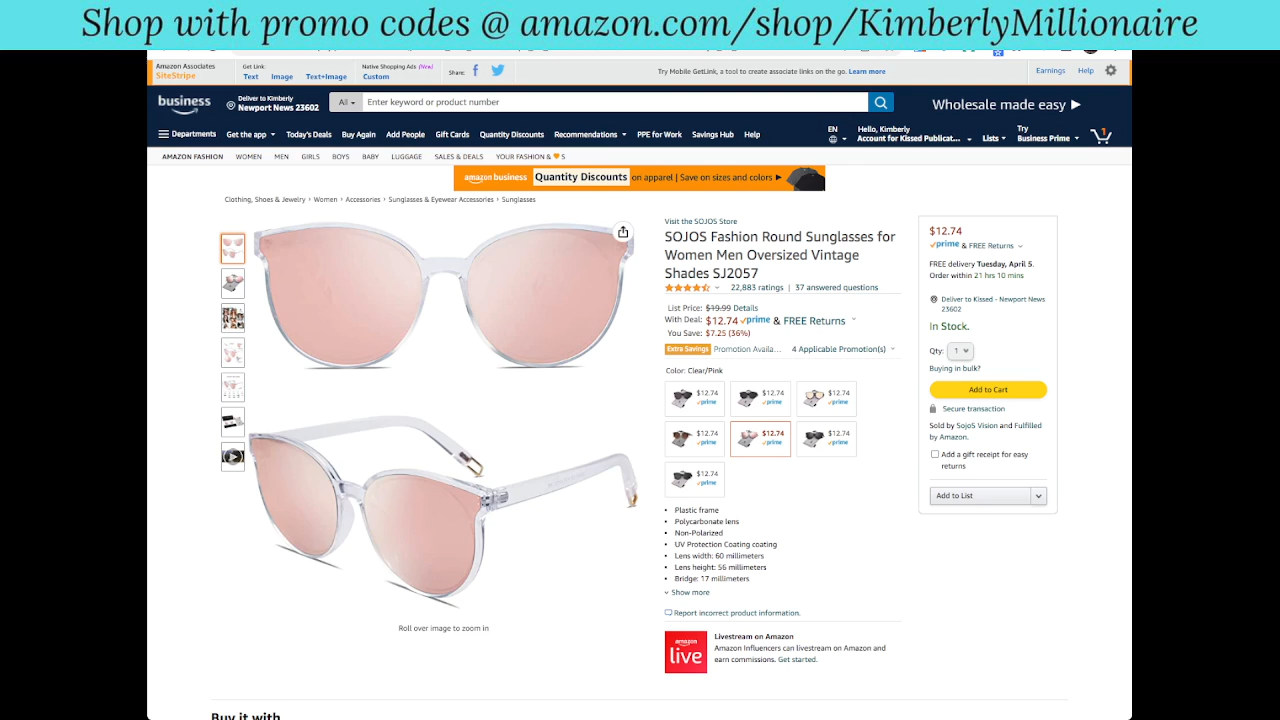 Shop with promo codes @ amazon.com/shop/KimberlyMillionaire
Amazon Associates
SiteStripe
Get Link:
Text Image Text+Image
Native Shopping Ads (New)
Custom
Share:
Try Mobile GetLink, a tool to create associate links on the go. Learn more
Earnings Help
business
Deliver to Kimberly
Newport News 23602
All
Enter keyword or product number
Wholesale made easy ▶
Departments Get the app Today's Deals Buy Again Add People Gift Cards Quantity Discounts Recommendations PPE for Work Savings Hub Help
EN
Hello, Kimberly
Account for Kissed Publicat...
Lists
Try
Business Prime
1
AMAZON FASHION WOMEN MEN GIRLS BOYS BABY LUGGAGE SALES & DEALS YOUR FASHION & 🧡'S
amazon business Quantity Discounts on apparel | Save on sizes and colors ▶
Clothing, Shoes & Jewelry › Women › Accessories › Sunglasses & Eyewear Accessories › Sunglasses
Visit the SOJOS Store
SOJOS Fashion Round Sunglasses for
Women Men Oversized Vintage
Shades SJ2057
22,883 ratings | 37 answered questions
List Price: $19.99 Details
With Deal: $12.74 prime & FREE Returns
You Save: $7.25 (36%)
Extra Savings Promotion Availa... 4 Applicable Promotion(s)
Color: Clear/Pink
$12.74 $12.74 $12.74
prime prime prime
$12.74 $12.74 $12.74
prime prime prime
$12.74
prime
• Plastic frame
• Polycarbonate lens
• Non-Polarized
• UV Protection Coating coating
• Lens width: 60 millimeters
• Lens height: 56 millimeters
• Bridge: 17 millimeters
Show more
Report incorrect product information.
amazon
live
Livestream on Amazon
Amazon Influencers can livestream on Amazon and
earn commissions. Get started.
Roll over image to zoom in
$12.74
prime & FREE Returns
FREE delivery Tuesday, April 5.
Order within 21 hrs 10 mins
Deliver to Kissed - Newport News
23602
In Stock.
Qty: 1
Buying in bulk?
Add to Cart
Secure transaction
Sold by SojoS Vision and Fulfilled
by Amazon.
Add a gift receipt for easy
returns
Add to List
Buy it with